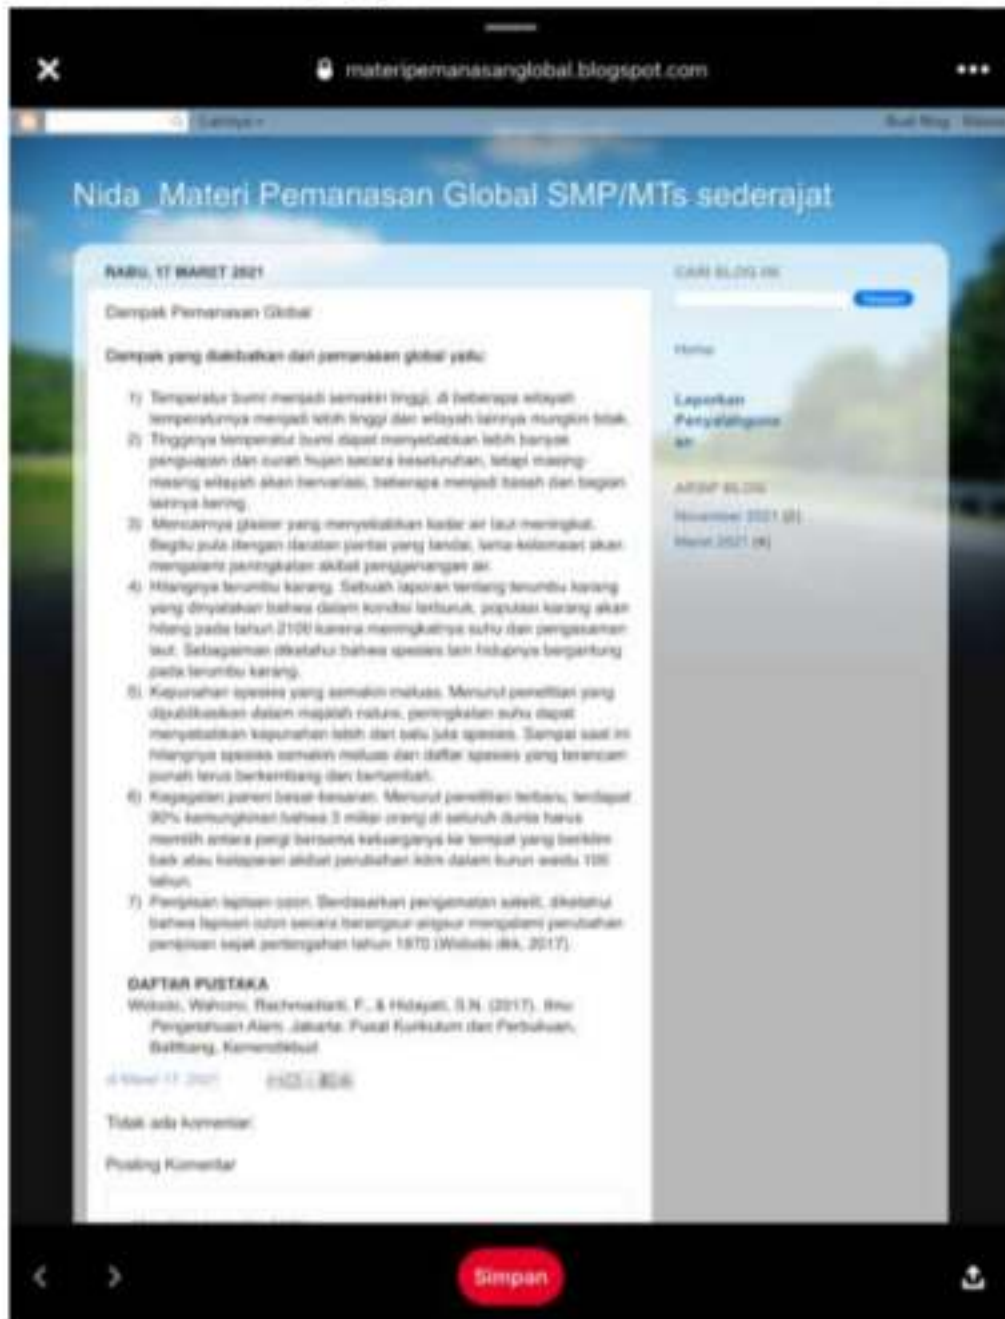 materipemanasanglobal.blogspot.com
Lainnya
Buat Blog
Nida_Materi Pemanasan Global SMP/MTs sederajat
RABU, 17 MARET 2021
Dampak Pemanasan Global
Dampak yang diakibatkan dari pemanasan global yaitu:
1) Temperatur bumi menjadi semakin tinggi, di beberapa wilayah
temperaturnya menjadi lebih tinggi dan wilayah lainnya mungkin tidak.
2) Tingginya temperatur bumi dapat menyebabkan lebih banyak
penguapan dan curah hujan secara keseluruhan, tetapi masing-
masing wilayah akan bervariasi, beberapa menjadi basah dan bagian
lainnya kering.
3) Mencairnya glasier yang menyebabkan kadar air laut meningkat.
Begitu pula dengan daratan pantai yang landai, lama kelamaan akan
mengalami peningkatan akibat penggenangan air.
4) Hilangnya terumbu karang. Sebuah laporan tentang terumbu karang
yang dinyatakan bahwa dalam kondisi terburuk, populasi karang akan
hilang pada tahun 2100 karena meningkatnya suhu dan pengasaman
laut. Sebagaiman diketahui bahwa spesies lain hidupnya bergantung
pada terumbu karang.
5) Kepunahan spesies yang semakin meluas. Menurut penelitian yang
dipublikasikan dalam majalah nature, peningkatan suhu dapat
menyebabkan kepunahan lebih dari satu juta spesies. Sampai saat ini
hilangnya spesies semakin meluas dan daftar spesies yang terancam
punah terus berkembang dan bertambah.
6) Kegagalan panen besar-besaran. Menurut penelitian terbaru, terdapat
90% kemungkinan bahwa 3 miliar orang di seluruh dunia harus
memilih antara pergi bersama keluarganya ke tempat yang beriklim
baik atau kelaparan akibat perubahan iklim dalam kurun waktu 100
tahun.
7) Penipisan lapisan ozon. Berdasarkan pengamatan satelit, diketahui
bahwa lapisan ozon secara berangsur-angsur mengalami perubahan
penipisan sejak pertengahan tahun 1970 (Widodo dkk, 2017).
DAFTAR PUSTAKA
Widodo, Wahono, Rachmadiarti, F., & Hidayati, S.N. (2017). Ilmu
Pengetahuan Alam. Jakarta: Pusat Kurikulum dan Perbukuan,
Balitbang, Kemendikbud
di Maret 17, 2021
Tidak ada komentar:
Posting Komentar
CARI BLOG INI
Home
Laporkan
Penyalahguna
an
ARSIP BLOG
November 2021 (2)
Maret 2021 (4)
Simpan